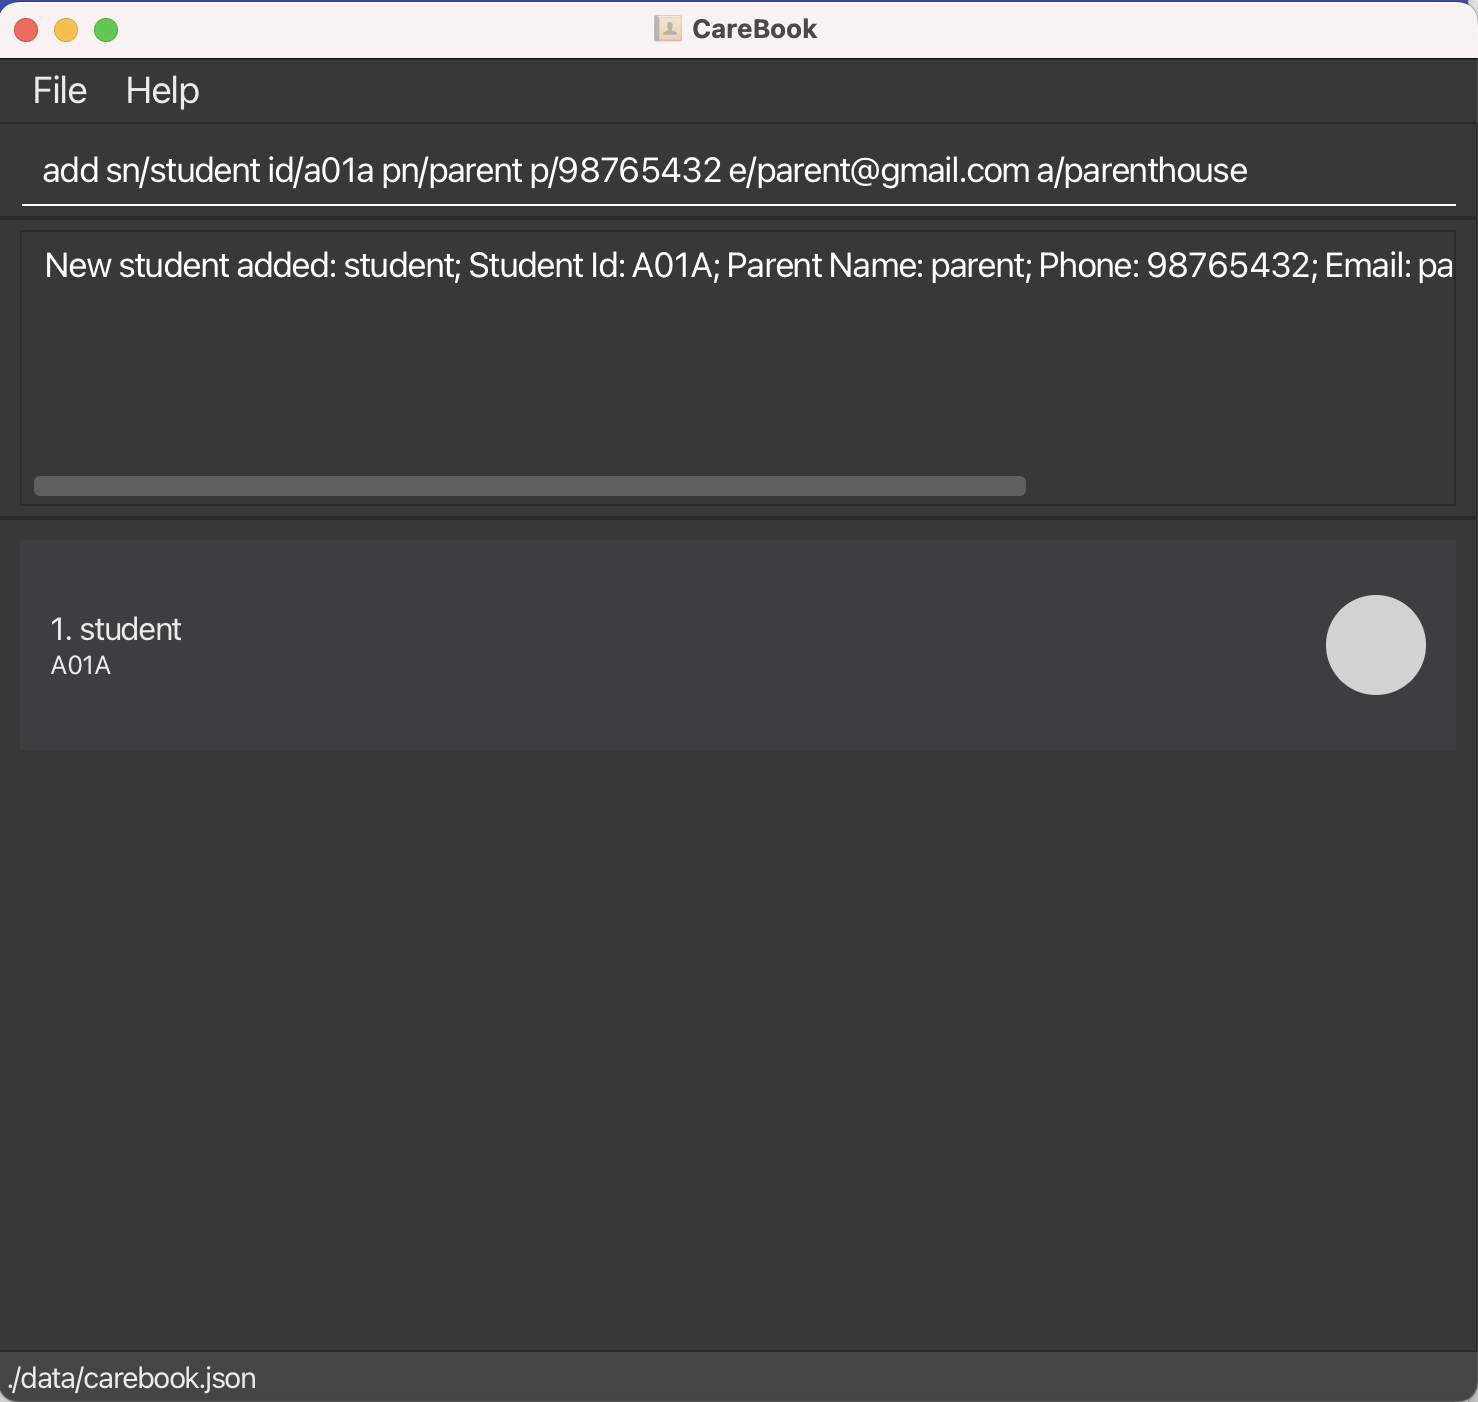 CareBook
File Help
add sn/student id/a01a pn/parent p/98765432 e/parent@gmail.com a/parenthouse
New student added: student; Student Id: A01A; Parent Name: parent; Phone: 98765432; Email: pa
1. student
A01A
./data/carebook.json